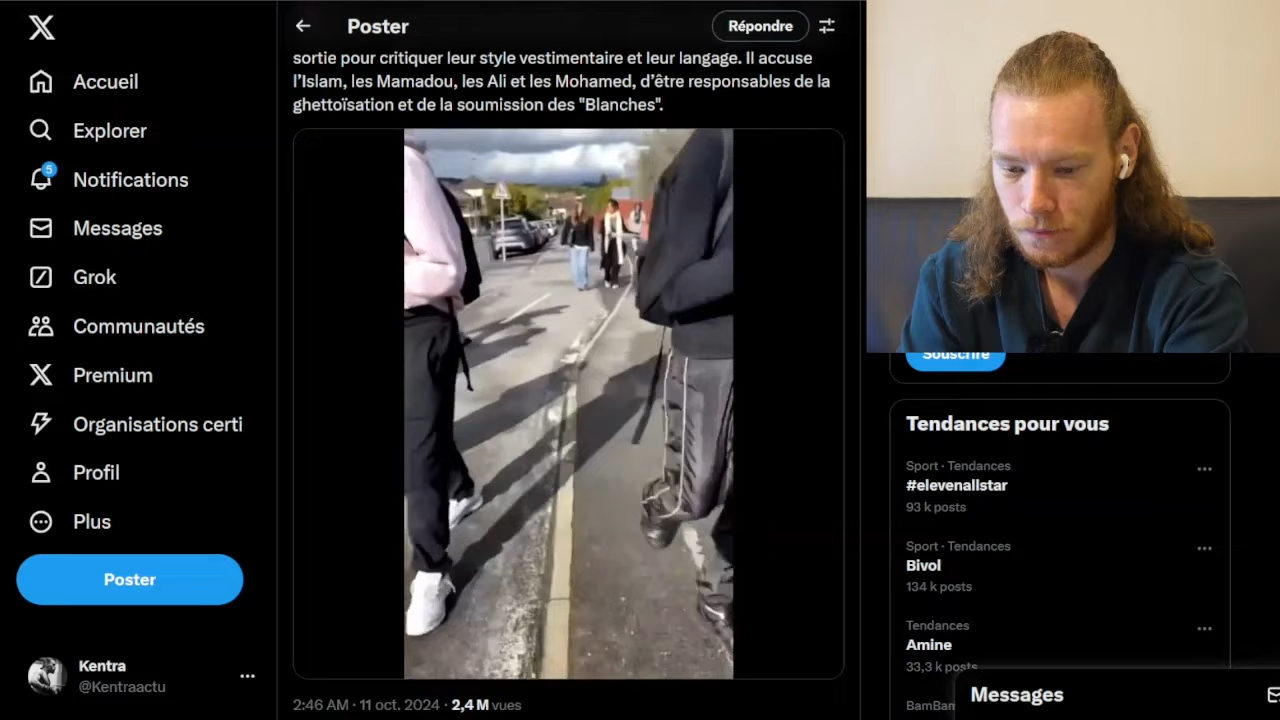 Accueil
Explorer
5
Notifications
Messages
Grok
Communautés
Premium
Organisations certi
Profil
Plus
Poster
Kentra
@Kentraactu
Poster
Répondre
sortie pour critiquer leur style vestimentaire et leur langage. Il accuse
l’Islam, les Mamadou, les Ali et les Mohamed, d’être responsables de la
ghettoïsation et de la soumission des "Blanches".
2:46 AM · 11 oct. 2024 · 2,4 M vues
Souscrire
Tendances pour vous
Sport · Tendances
#elevenallstar
93 k posts
Sport · Tendances
Bivol
134 k posts
Tendances
Amine
33,3 k posts
BamBam
Messages